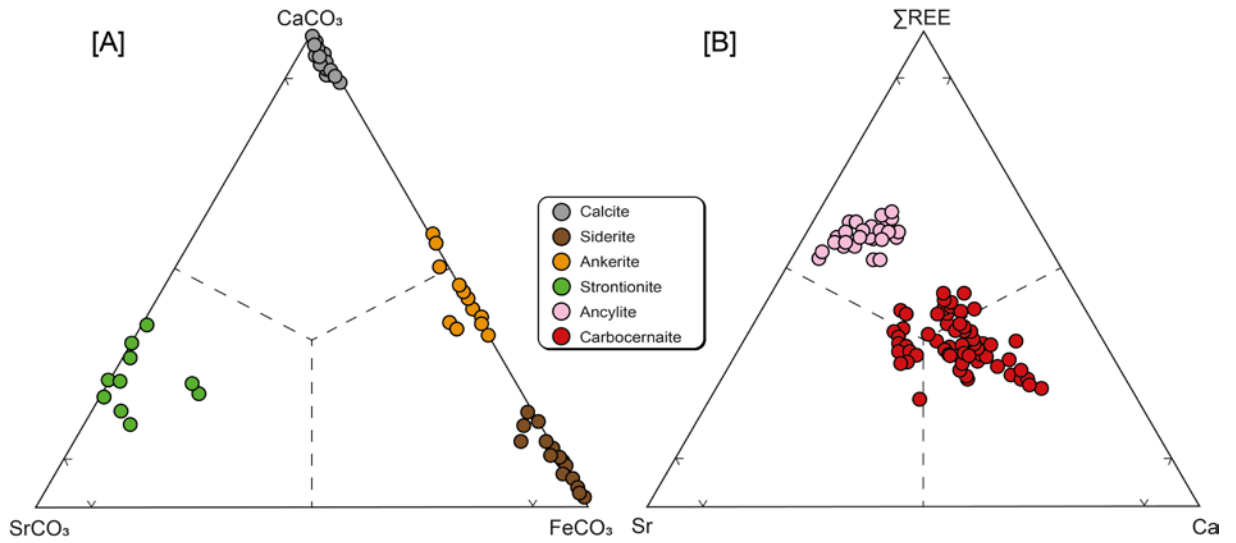 [A]
CaCO₃
SrCO₃
FeCO₃
Calcite
Siderite
Ankerite
Strontionite
Ancylite
Carbocernaite
[B]
∑REE
Sr
Ca